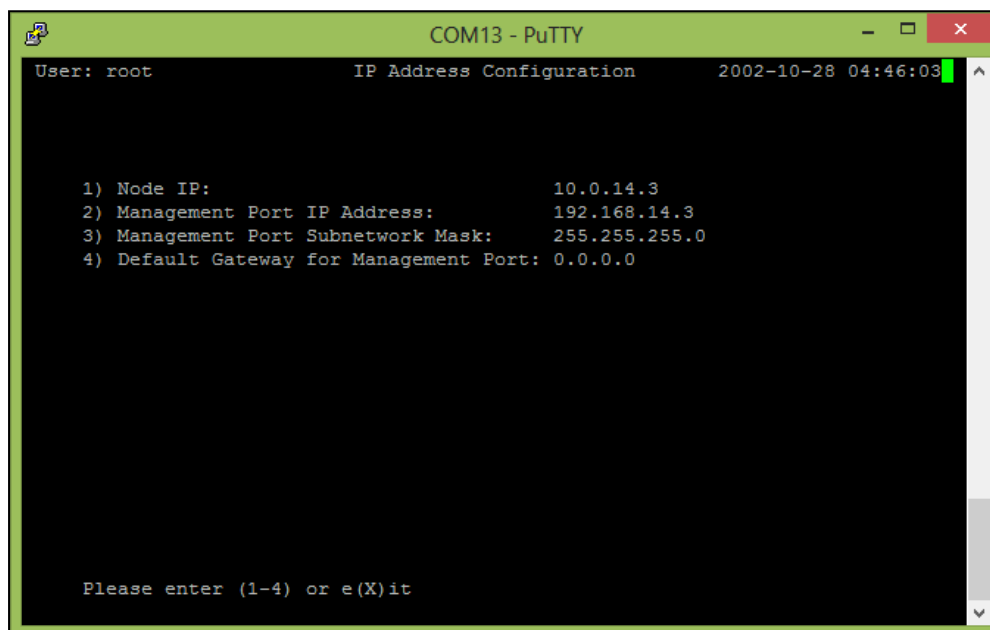 COM13 - PuTTY
User: root IP Address Configuration 2002-10-28 04:46:03
1) Node IP: 10.0.14.3
2) Management Port IP Address: 192.168.14.3
3) Management Port Subnetwork Mask: 255.255.255.0
4) Default Gateway for Management Port: 0.0.0.0
Please enter (1-4) or e(X)it